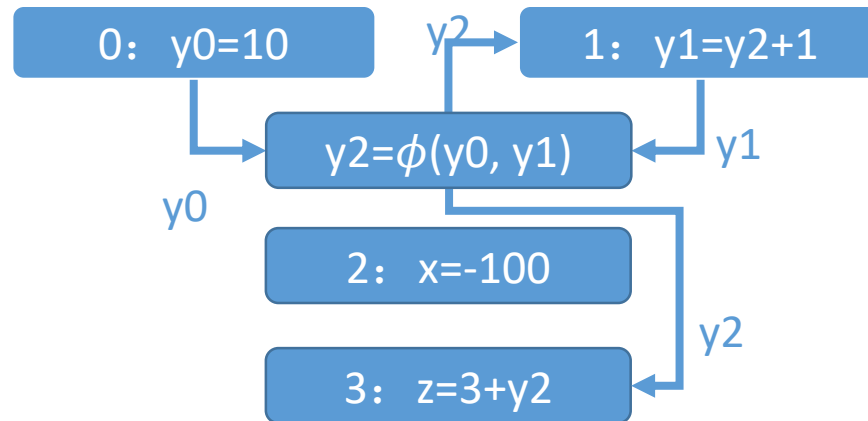 0：y0=10
y2
1：y1=y2+1
y2=ϕ(y0, y1)
y1
y0
2：x=-100
y2
3：z=3+y2